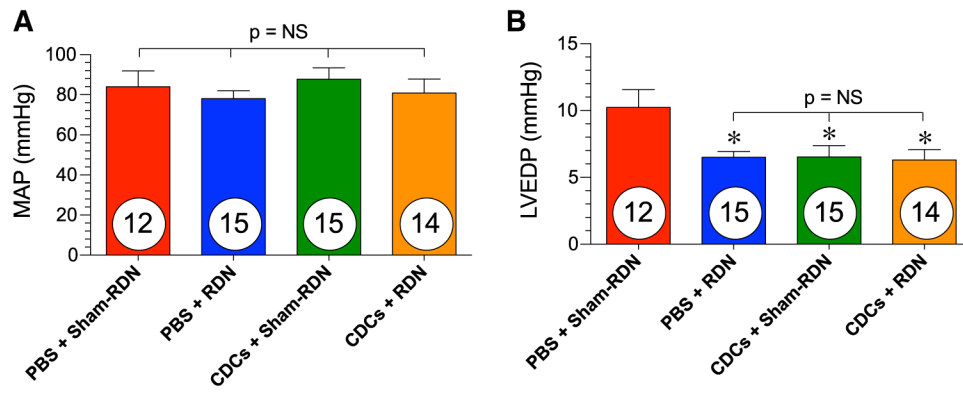 A
p = NS
MAP (mmHg)
100
80
60
40
20
0
12
15
15
14
PBS + Sham-RDN
PBS + RDN
CDCs + Sham-RDN
CDCs + RDN
B
p = NS
LVEDP (mmHg)
15
10
5
0
*
*
*
12
15
15
14
PBS + Sham-RDN
PBS + RDN
CDCs + Sham-RDN
CDCs + RDN